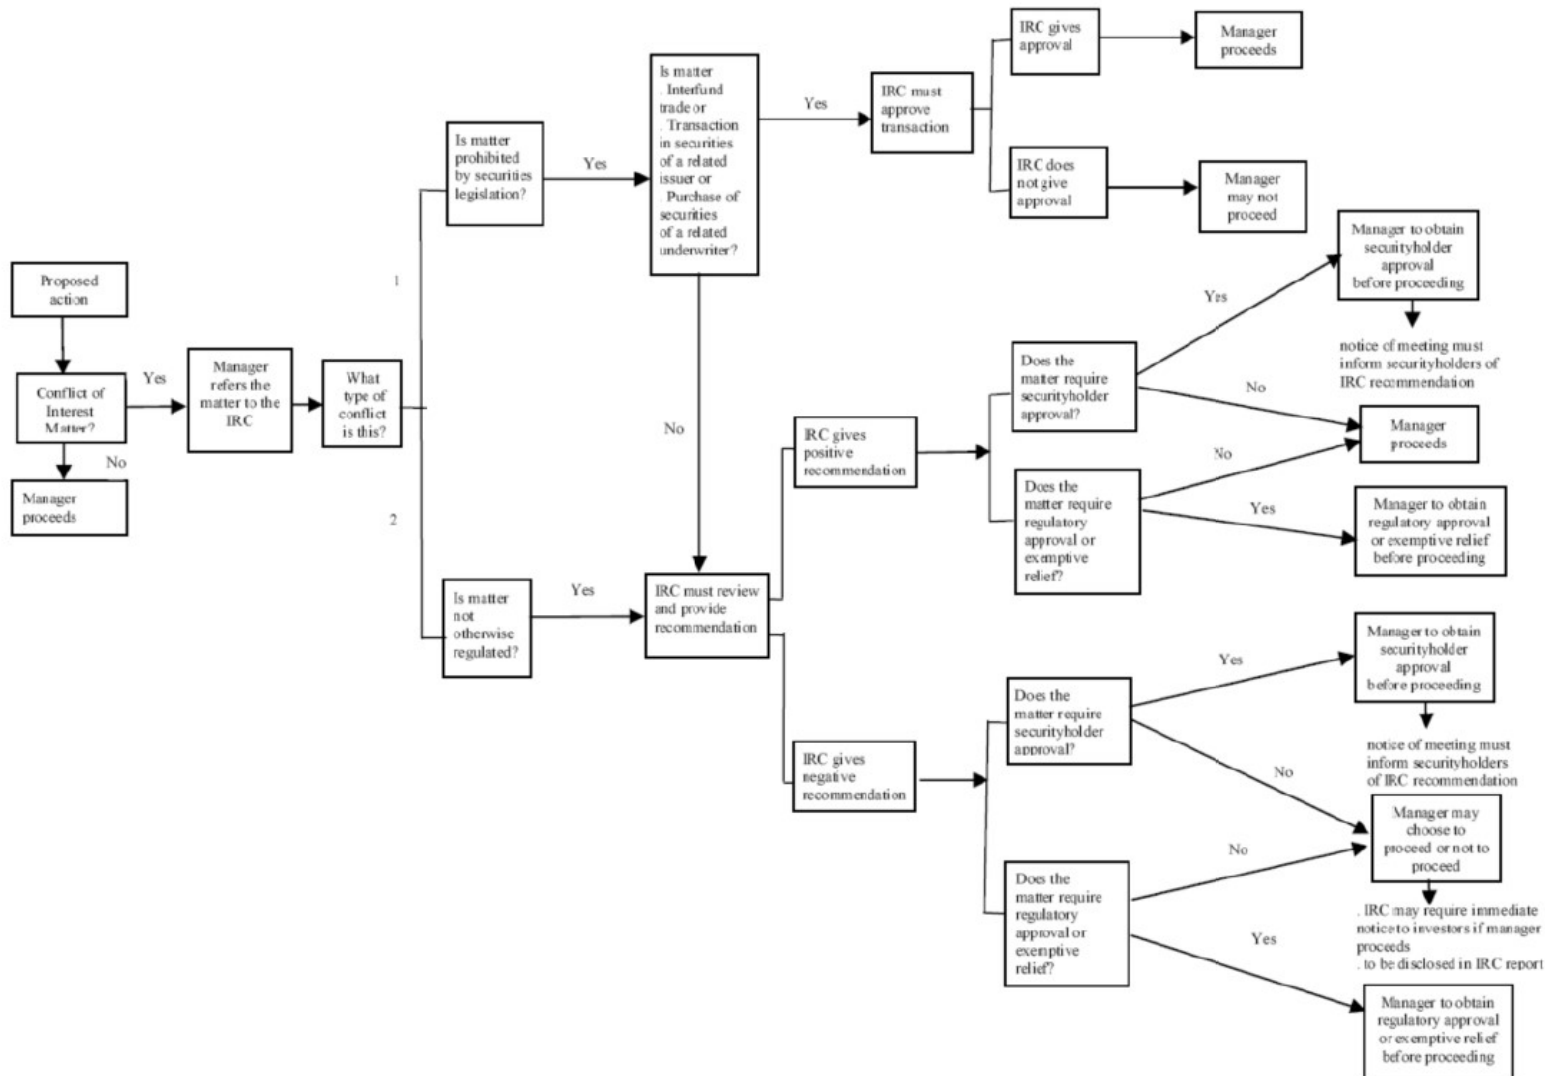 Proposed
action
Conflict of
Interest
Matter?
Yes
No
Manager
proceeds
Manager
refers the
matter to the
IRC
What
type of
conflict
is this?
1
2
Is matter
prohibited
by securities
legislation?
Yes
Is matter
. Interfund
trade or
. Transaction
in securities
of a related
issuer or
. Purchase of
securities
of a related
underwriter?
Yes
IRC must
approve
transaction
IRC gives
approval
Manager
proceeds
IRC does
not give
approval
Manager
may not
proceed
No
Is matter
not
otherwise
regulated?
Yes
IRC must review
and provide
recommendation
IRC gives
positive
recommendation
Does the
matter require
securityholder
approval?
Yes
Manager to obtain
securityholder
approval
before proceeding
notice of meeting must
inform securityholders of
IRC recommendation
No
Manager
proceeds
Does the
matter require
regulatory
approval or
exemptive
relief?
No
Yes
Manager to obtain
regulatory approval
or exemptive relief
before proceeding
IRC gives
negative
recommendation
Does the
matter require
securityholder
approval?
Yes
Manager to obtain
securityholder
approval
before proceeding
notice of meeting must
inform securityholders
of IRC recommendation
No
Manager may
choose to
proceed or not to
proceed
. IRC may require immediate
notice to investors if manager
proceeds
. to be disclosed in IRC report
Does the
matter require
regulatory
approval or
exemptive
relief?
No
Yes
Manager to obtain
regulatory approval
or exemptive relief
before proceeding